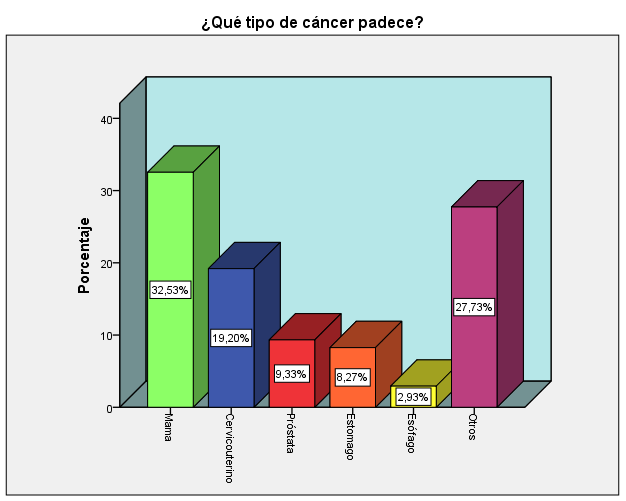 ¿Qué tipo de cáncer padece?
Porcentaje
40
30
20
10
0
32,53%
19,20%
9,33%
8,27%
2,93%
27,73%
Mama
Cervicouterino
Próstata
Estomago
Esófago
Otros